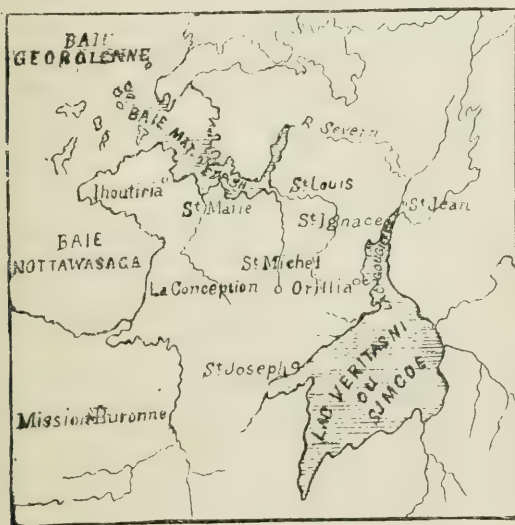 BAIE
GEORGIENNE
BAIE MATCHEDASH
R. Severn
Ihoutiria
St Marie
St Louis
St Ignace
St Jean
BAIE
NOTTAWASAGA
St Michel
La Conception
Orillia
St Joseph
LAC VERITASNI
OU
SIMCOE
Mission Huronne